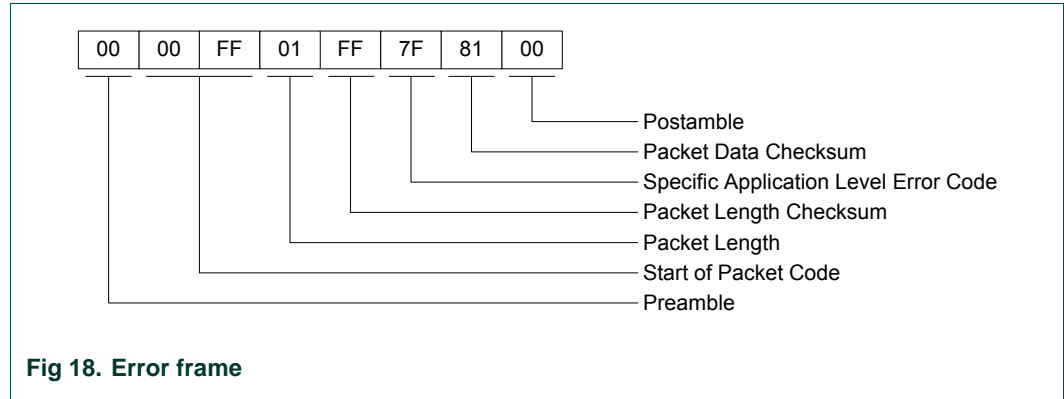 00 00 FF 01 FF 7F 81 00
Postamble
Packet Data Checksum
Specific Application Level Error Code
Packet Length Checksum
Packet Length
Start of Packet Code
Preamble
Fig 18. Error frame